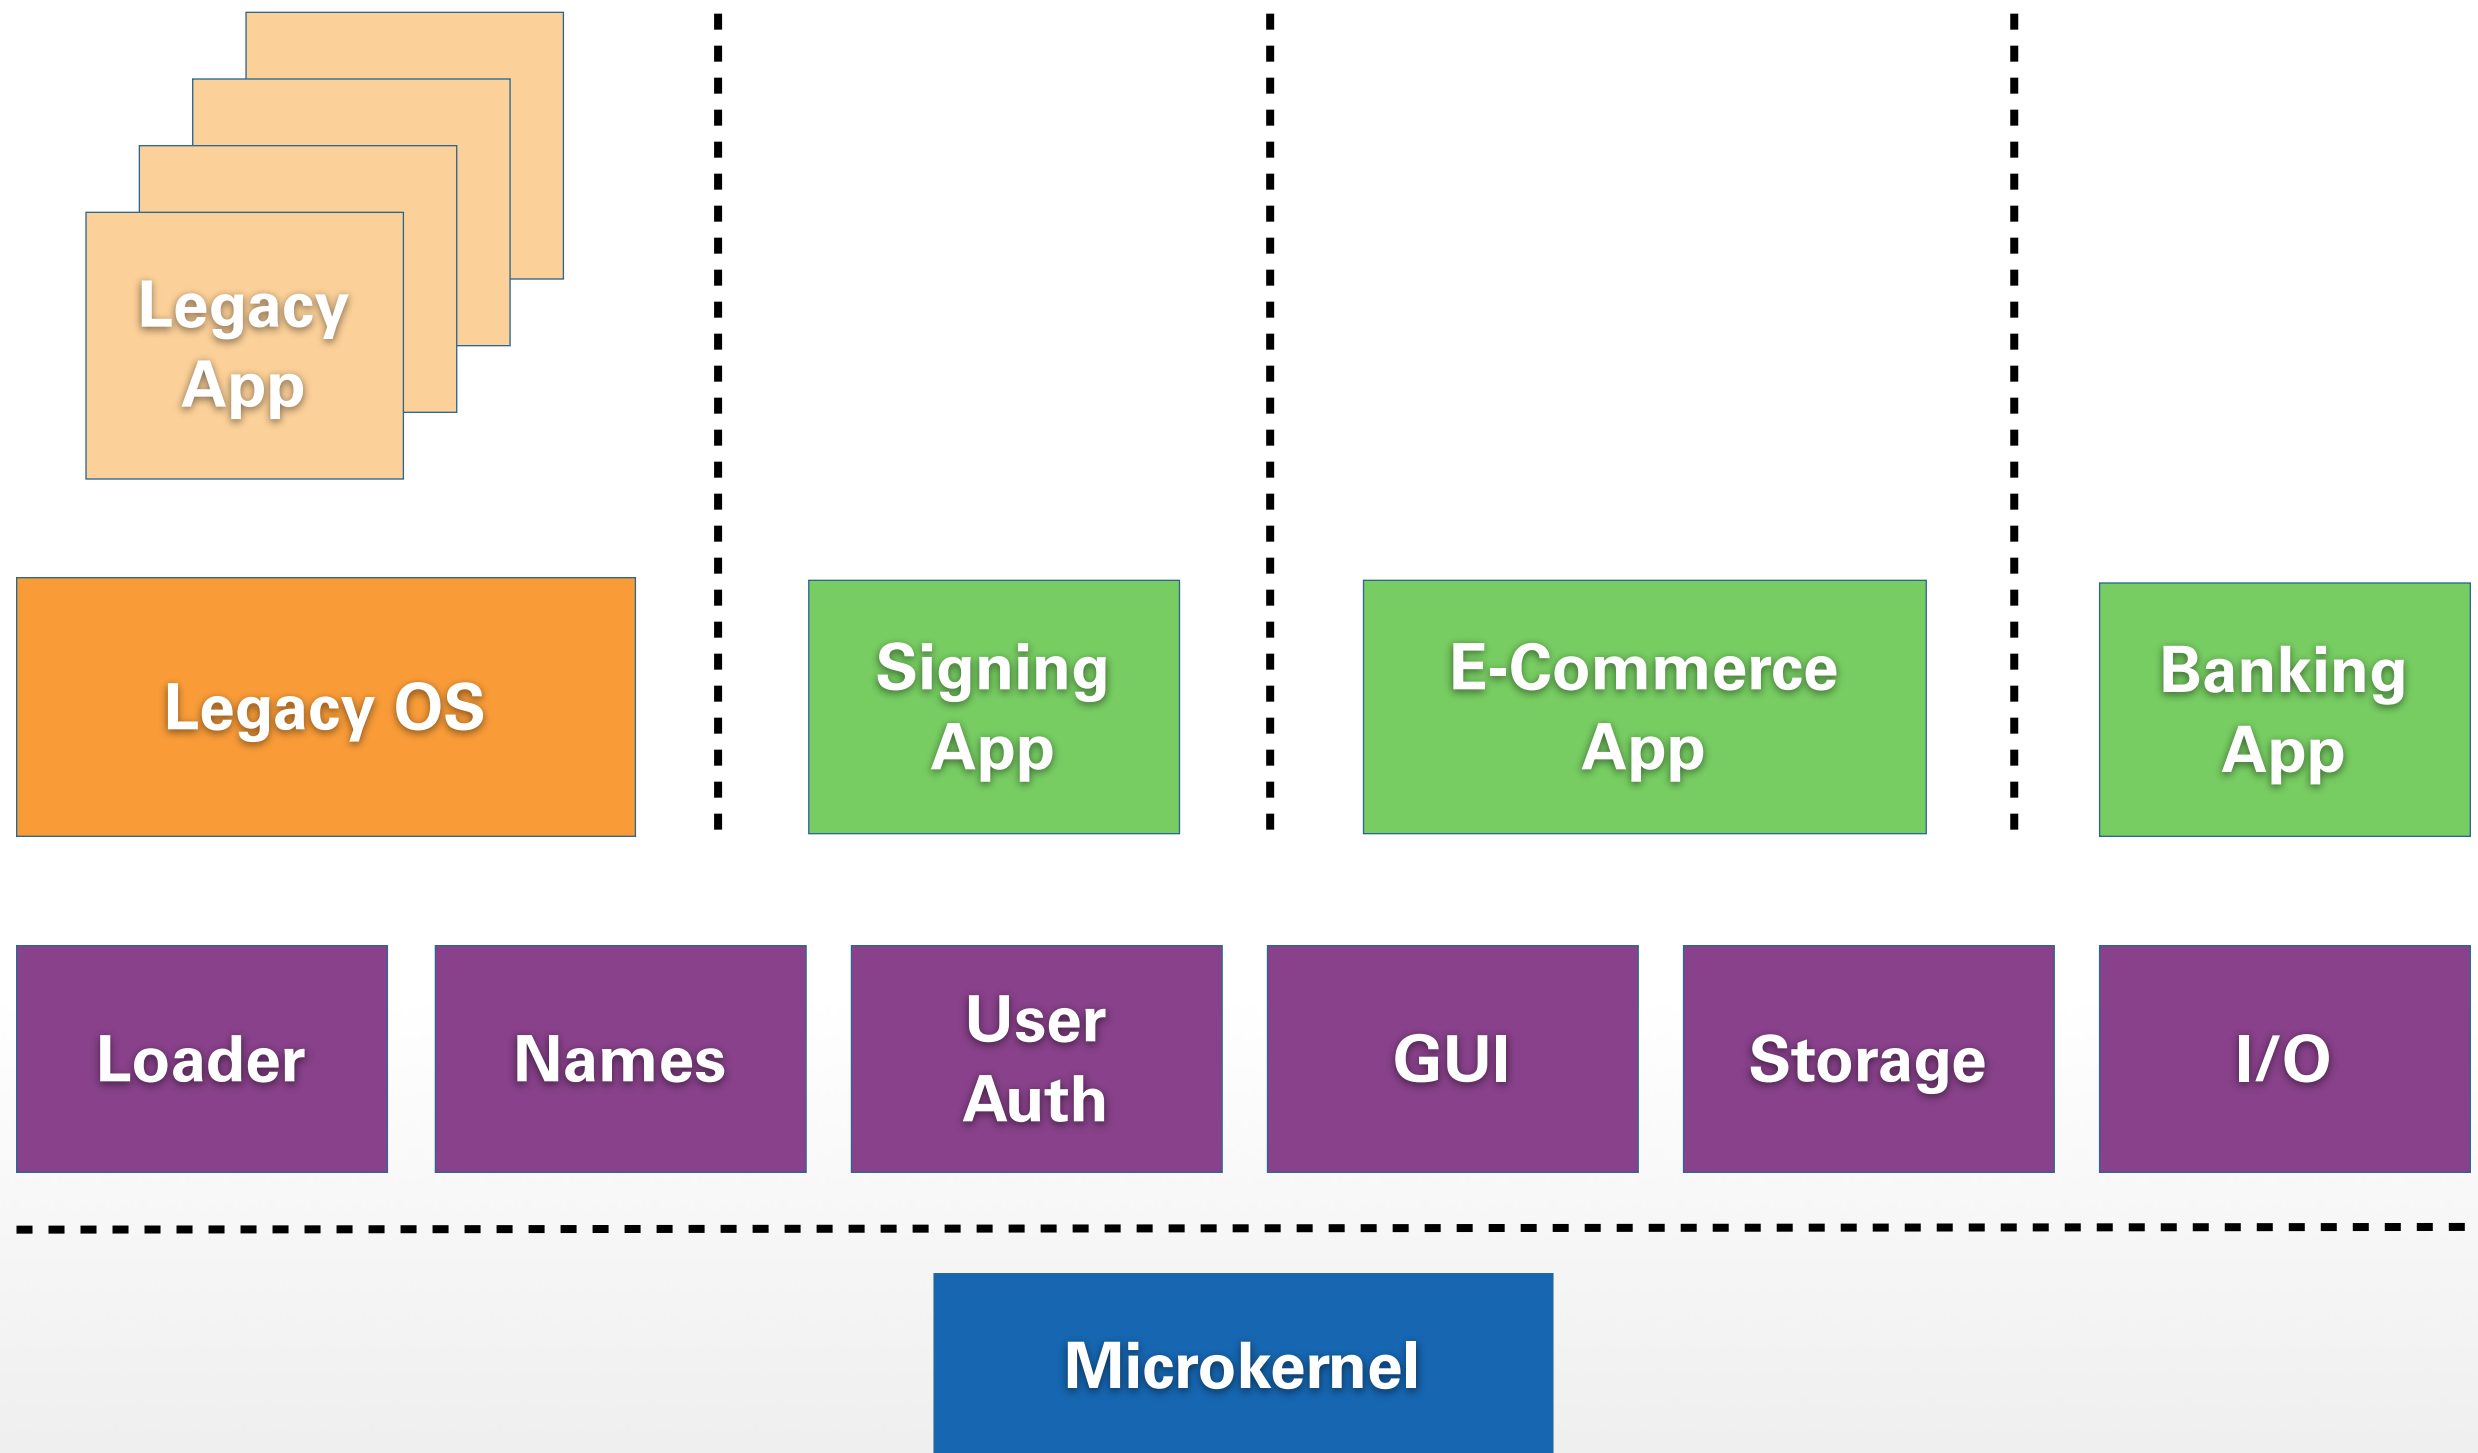 Legacy
App
Legacy OS
Signing
App
E-Commerce
App
Banking
App
Loader
Names
User
Auth
GUI
Storage
I/O
Microkernel